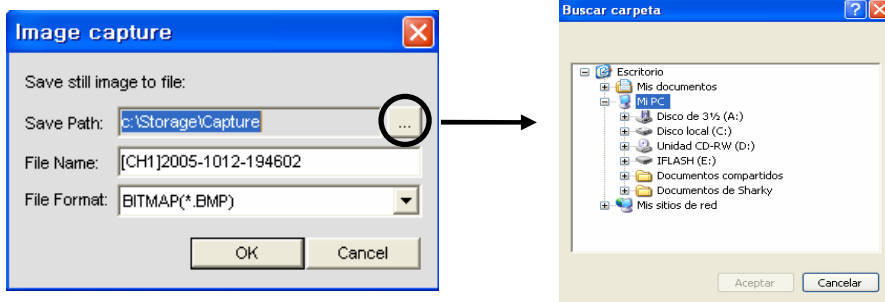 Image capture
Save still image to file:
Save Path: c:\Storage\Capture ...
File Name: [CH1]2005-1012-194602
File Format: BITMAP(*.BMP)
OK Cancel
Buscar carpeta
Escritorio
Mis documentos
Mi PC
Disco de 3½ (A:)
Disco local (C:)
Unidad CD-RW (D:)
IFLASH (E:)
Documentos compartidos
Documentos de Sharky
Mis sitios de red
Aceptar Cancelar